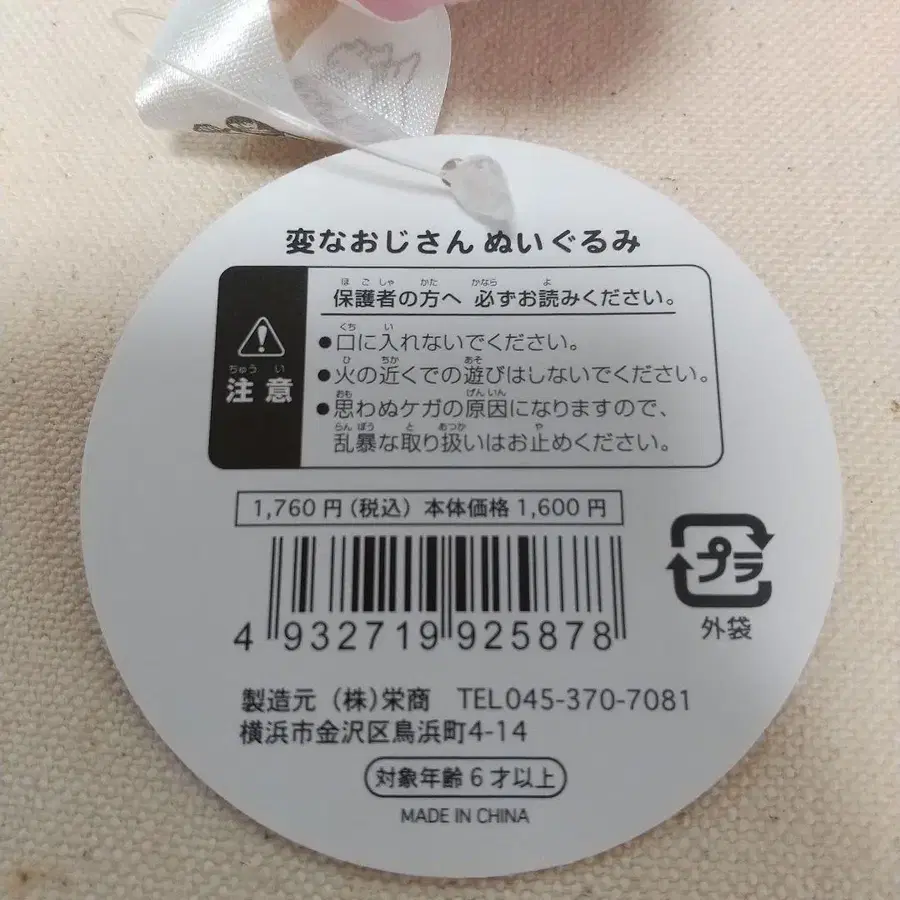 変なおじさん ぬいぐるみ
ほごしゃ かた かなら よ
保護者の方へ 必ずお読みください。
くち い
●口に入れないでください。
ひ ちか あそ
●火の近くでの遊びはしないでください。
ちゅうい
注意
おも げんいん
●思わぬケガの原因になりますので、
らんぼう と あつか や
乱暴な取り扱いはお止めください。
1,760円(税込) 本体価格1,600円
4 932719 925878
プラ
外袋
製造元 (株)栄商 TEL045-370-7081
横浜市金沢区鳥浜町4-14
対象年齢6才以上
MADE IN CHINA